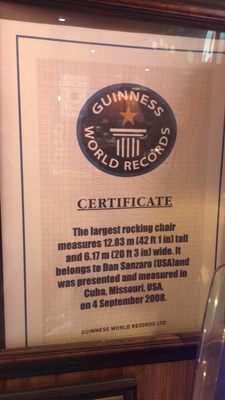 GUINNESS
WORLD RECORDS
CERTIFICATE
The largest rocking chair
measures 12.83 m (42 ft 1 in) tall
and 6.17 m (20 ft 3 in) wide. It
belongs to Dan Sanzaro (USA)and
was presented and measured in
Cuba, Missouri, USA,
on 4 September 2008.
GUINNESS WORLD RECORDS LTD